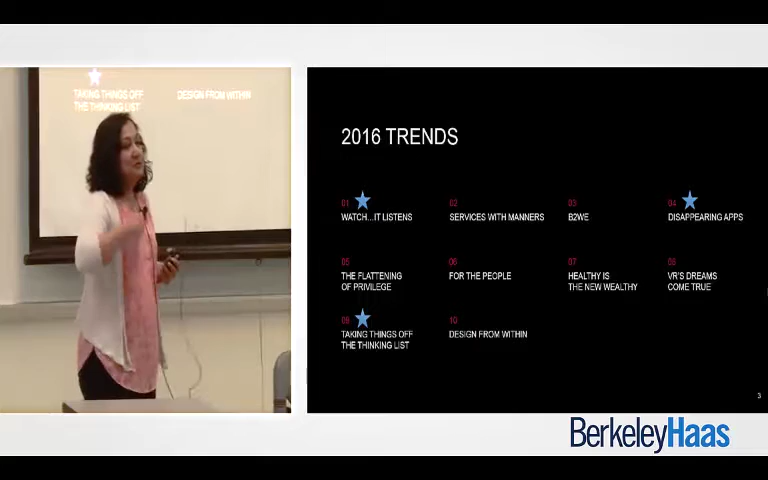 TAKING THINGS OFF
THE THINKING LIST
DESIGN FROM WITHIN
2016 TRENDS
01
WATCH...IT LISTENS
02
SERVICES WITH MANNERS
03
B2WE
04
DISAPPEARING APPS
05
THE FLATTENING
OF PRIVILEGE
06
FOR THE PEOPLE
07
HEALTHY IS
THE NEW WEALTHY
08
VR'S DREAMS
COME TRUE
09
TAKING THINGS OFF
THE THINKING LIST
10
DESIGN FROM WITHIN
3
BerkeleyHaas